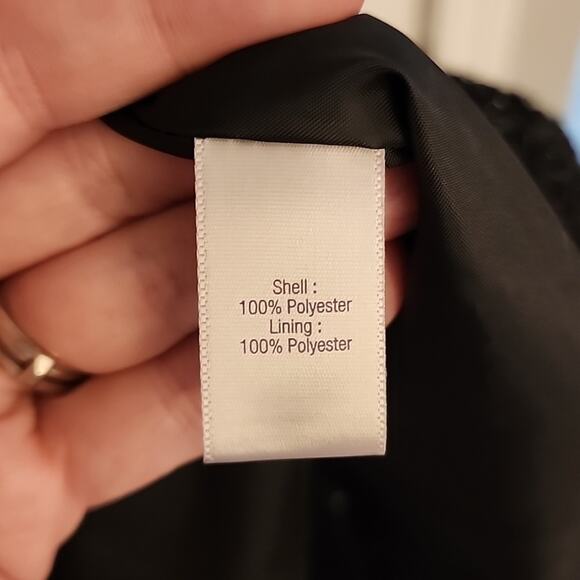 Shell :
100% Polyester
Lining :
100% Polyester